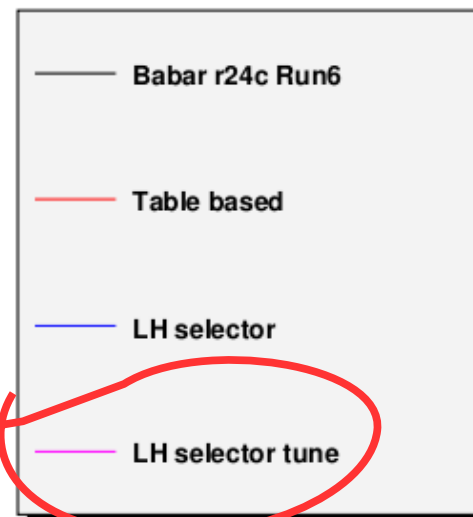 Babar r24c Run6
Table based
LH selector
LH selector tune